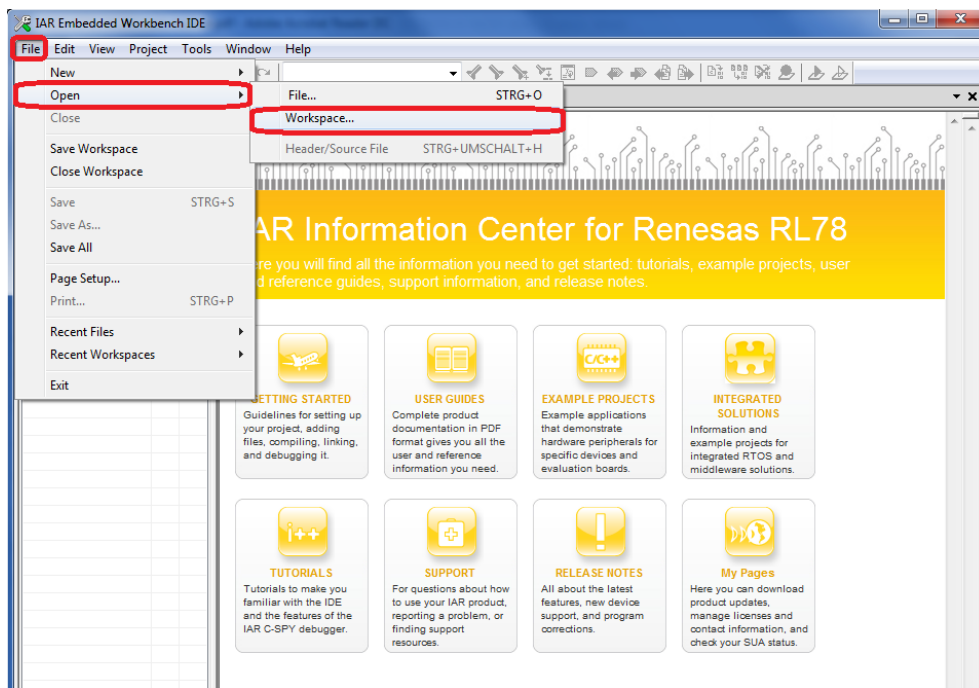 IAR Embedded Workbench IDE
File Edit View Project Tools Window Help
New
Open
Close
Save Workspace
Close Workspace
Save STRG+S
Save As...
Save All
Page Setup...
Print... STRG+P
Recent Files
Recent Workspaces
Exit
File... STRG+O
Workspace...
Header/Source File STRG+UMSCHALT+H
AR Information Center for Renesas RL78
re you will find all the information you need to get started: tutorials, example projects, user
d reference guides, support information, and release notes.
GETTING STARTED
Guidelines for setting up
your project, adding
files, compiling, linking,
and debugging it.
USER GUIDES
Complete product
documentation in PDF
format gives you all the
user and reference
information you need.
C/C++
EXAMPLE PROJECTS
Example applications
that demonstrate
hardware peripherals for
specific devices and
evaluation boards.
INTEGRATED
SOLUTIONS
Information and
example projects for
integrated RTOS and
middleware solutions.
i++
TUTORIALS
Tutorials to make you
familiar with the IDE
and the features of the
IAR C-SPY debugger.
SUPPORT
For questions about how
to use your IAR product,
reporting a problem, or
finding support
resources.
RELEASE NOTES
All about the latest
features, new device
support, and program
corrections.
My Pages
Here you can download
product updates,
manage licenses and
contact information, and
check your SUA status.